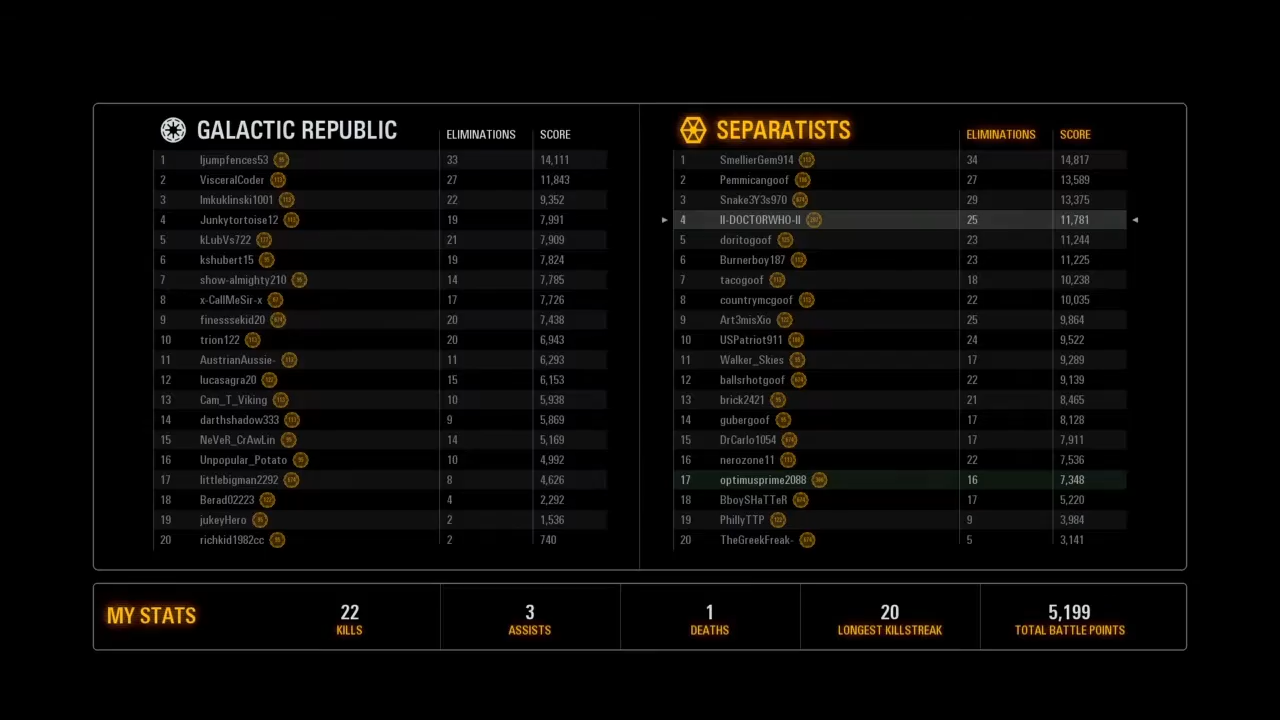 GALACTIC REPUBLIC ELIMINATIONS SCORE
1 ljumpfences53 33 14,111
2 VisceralCoder 27 11,843
3 Imkuklinski1001 22 9,352
4 Junkytortoise12 19 7,991
5 kLubVs722 21 7,909
6 kshubert15 19 7,824
7 show-almighty210 14 7,785
8 x-CallMeSir-x 17 7,726
9 finesssekid20 20 7,438
10 trion122 20 6,943
11 AustrianAussie- 11 6,293
12 lucasagra20 15 6,153
13 Cam_T_Viking 10 5,938
14 darthshadow333 9 5,869
15 NeVeR_CrAwLin 14 5,169
16 Unpopular_Potato 10 4,992
17 littlebigman2292 8 4,626
18 Berad02223 4 2,292
19 jukeyHero 2 1,536
20 richkid1982cc 2 740
SEPARATISTS ELIMINATIONS SCORE
1 SmellierGem914 34 14,817
2 Pemmicangoof 27 13,589
3 Snake3Y3s970 29 13,375
4 II-DOCTORWHO-II 25 11,781
5 doritogoof 23 11,244
6 Burnerboy187 23 11,225
7 tacogoof 18 10,238
8 countrymcgoof 22 10,035
9 Art3misXio 25 9,864
10 USPatriot911 24 9,522
11 Walker_Skies 17 9,289
12 ballsrhotgoof 22 9,139
13 brick2421 21 8,465
14 gubergoof 17 8,128
15 DrCarlo1054 17 7,911
16 nerozone11 22 7,536
17 optimusprime2088 16 7,348
18 BboySHaTTeR 17 5,220
19 PhillyTTP 9 3,984
20 TheGreekFreak- 5 3,141
MY STATS
22 KILLS
3 ASSISTS
1 DEATHS
20 LONGEST KILLSTREAK
5,199 TOTAL BATTLE POINTS